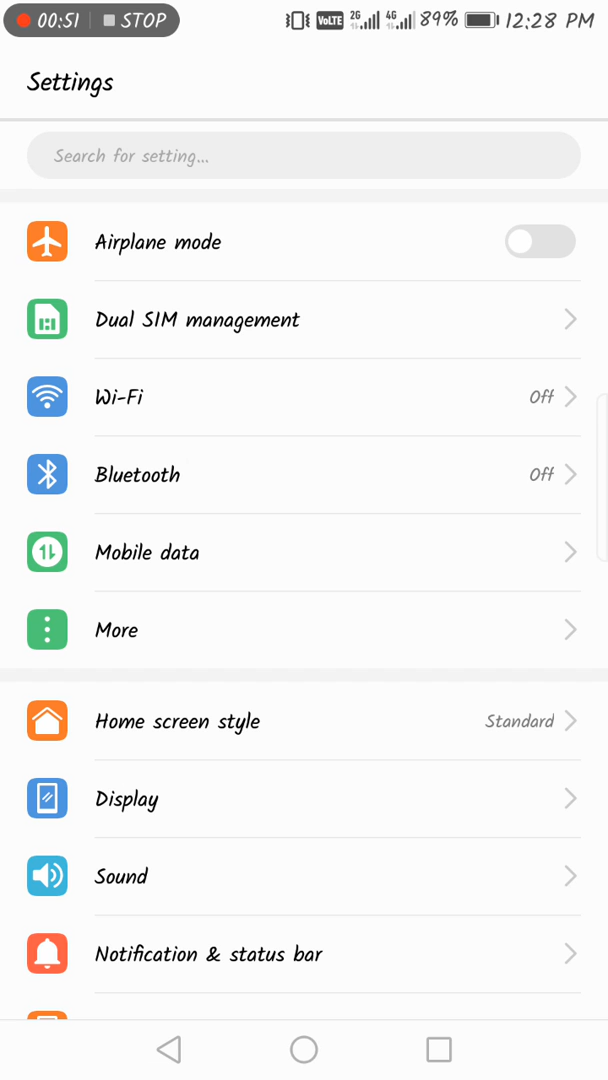 00:51 STOP VoLTE 2G 4G 89% 12:28 PM
Settings
Search for setting...
Airplane mode
Dual SIM management
Wi-Fi Off
Bluetooth Off
Mobile data
More
Home screen style Standard
Display
Sound
Notification & status bar